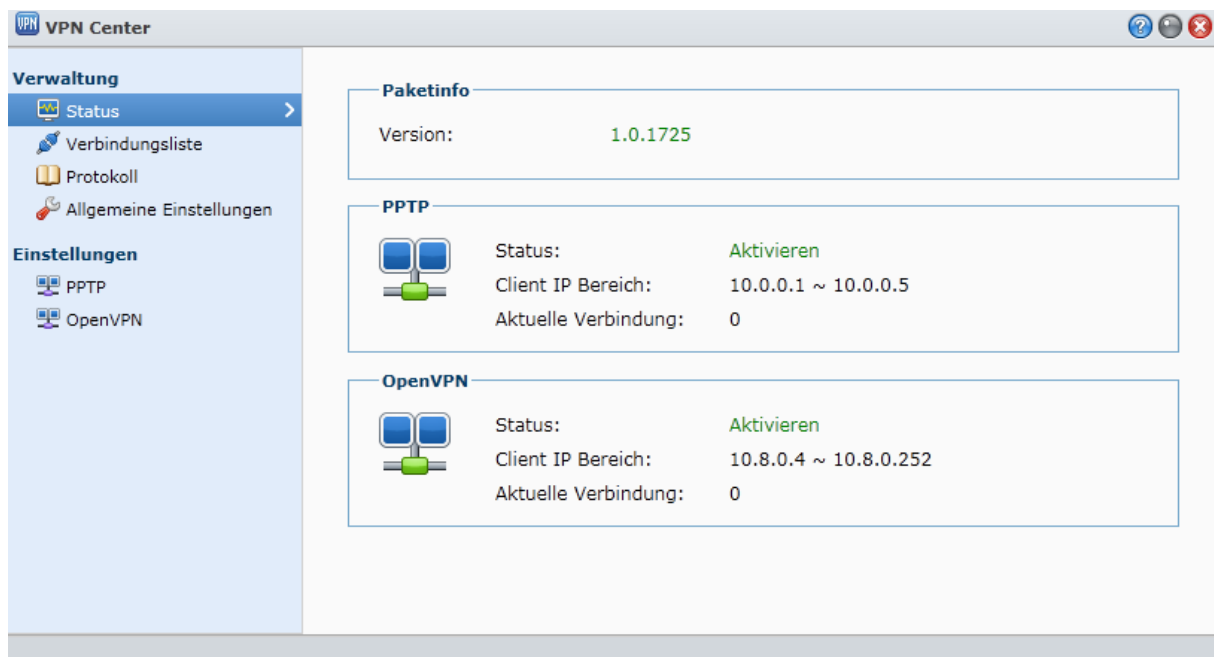 VPN VPN Center
Verwaltung
Status
Verbindungsliste
Protokoll
Allgemeine Einstellungen
Einstellungen
PPTP
OpenVPN
Paketinfo
Version: 1.0.1725
PPTP
Status: Aktivieren
Client IP Bereich: 10.0.0.1 ~ 10.0.0.5
Aktuelle Verbindung: 0
OpenVPN
Status: Aktivieren
Client IP Bereich: 10.8.0.4 ~ 10.8.0.252
Aktuelle Verbindung: 0